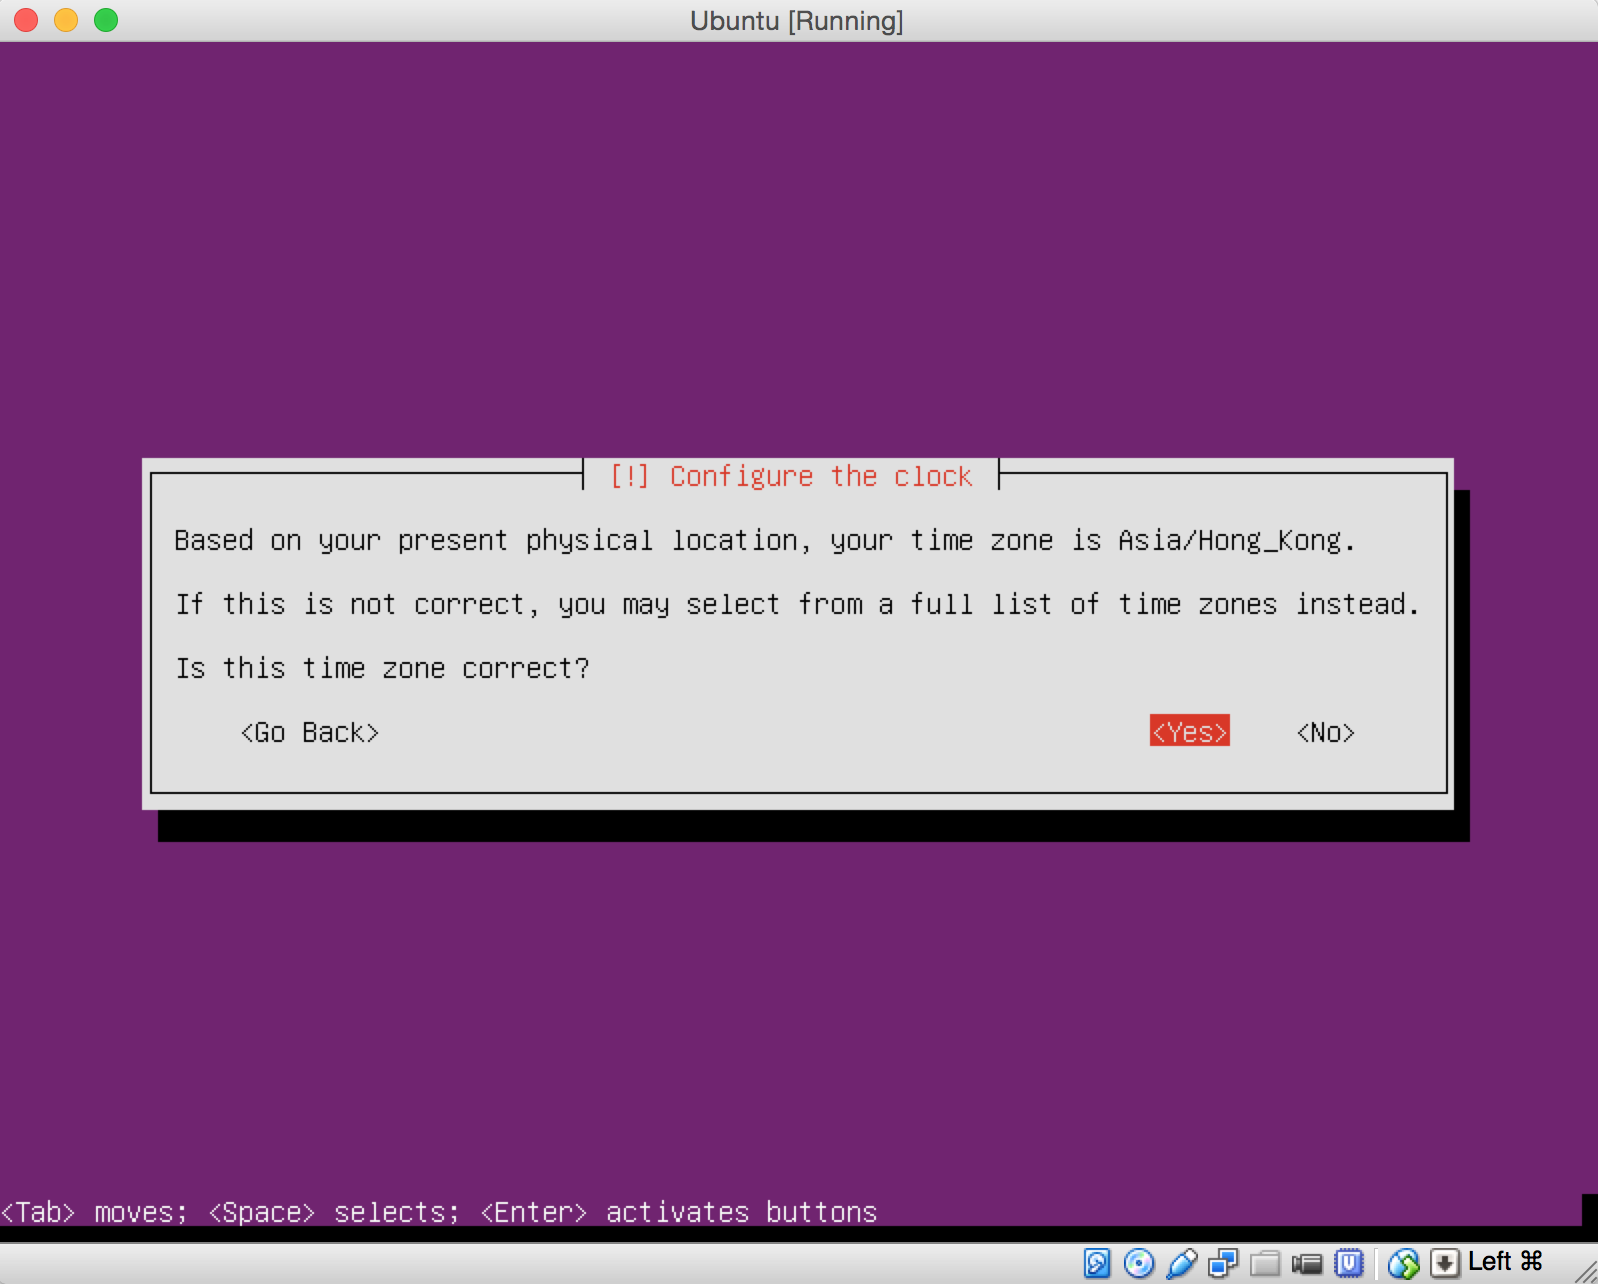 Ubuntu [Running]
[!] Configure the clock
Based on your present physical location, your time zone is Asia/Hong_Kong.
If this is not correct, you may select from a full list of time zones instead.
Is this time zone correct?
<Go Back> <Yes> <No>
<Tab> moves; <Space> selects; <Enter> activates buttons
Left ⌘